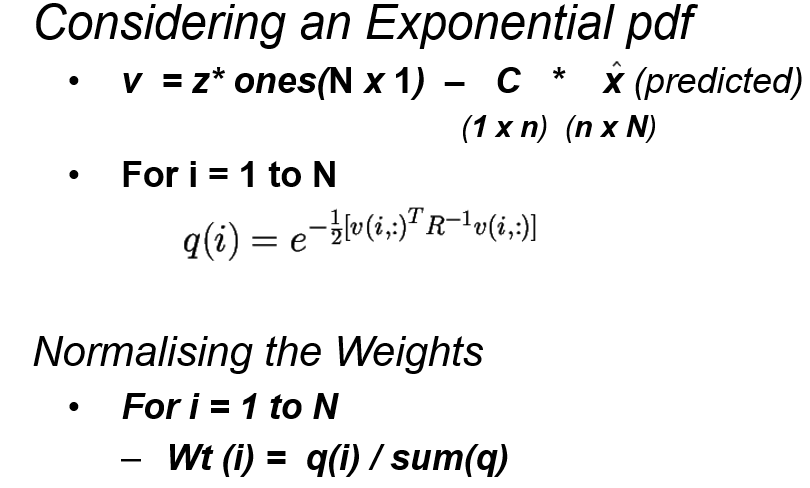 Considering an Exponential pdf
• v = z* ones(N x 1) – C * x̂ (predicted)
(1 x n) (n x N)
• For i = 1 to N
q(i) = e^{-\frac{1}{2}[v(i,:)^T R^{-1} v(i,:)]}
Normalising the Weights
• For i = 1 to N
– Wt (i) = q(i) / sum(q)